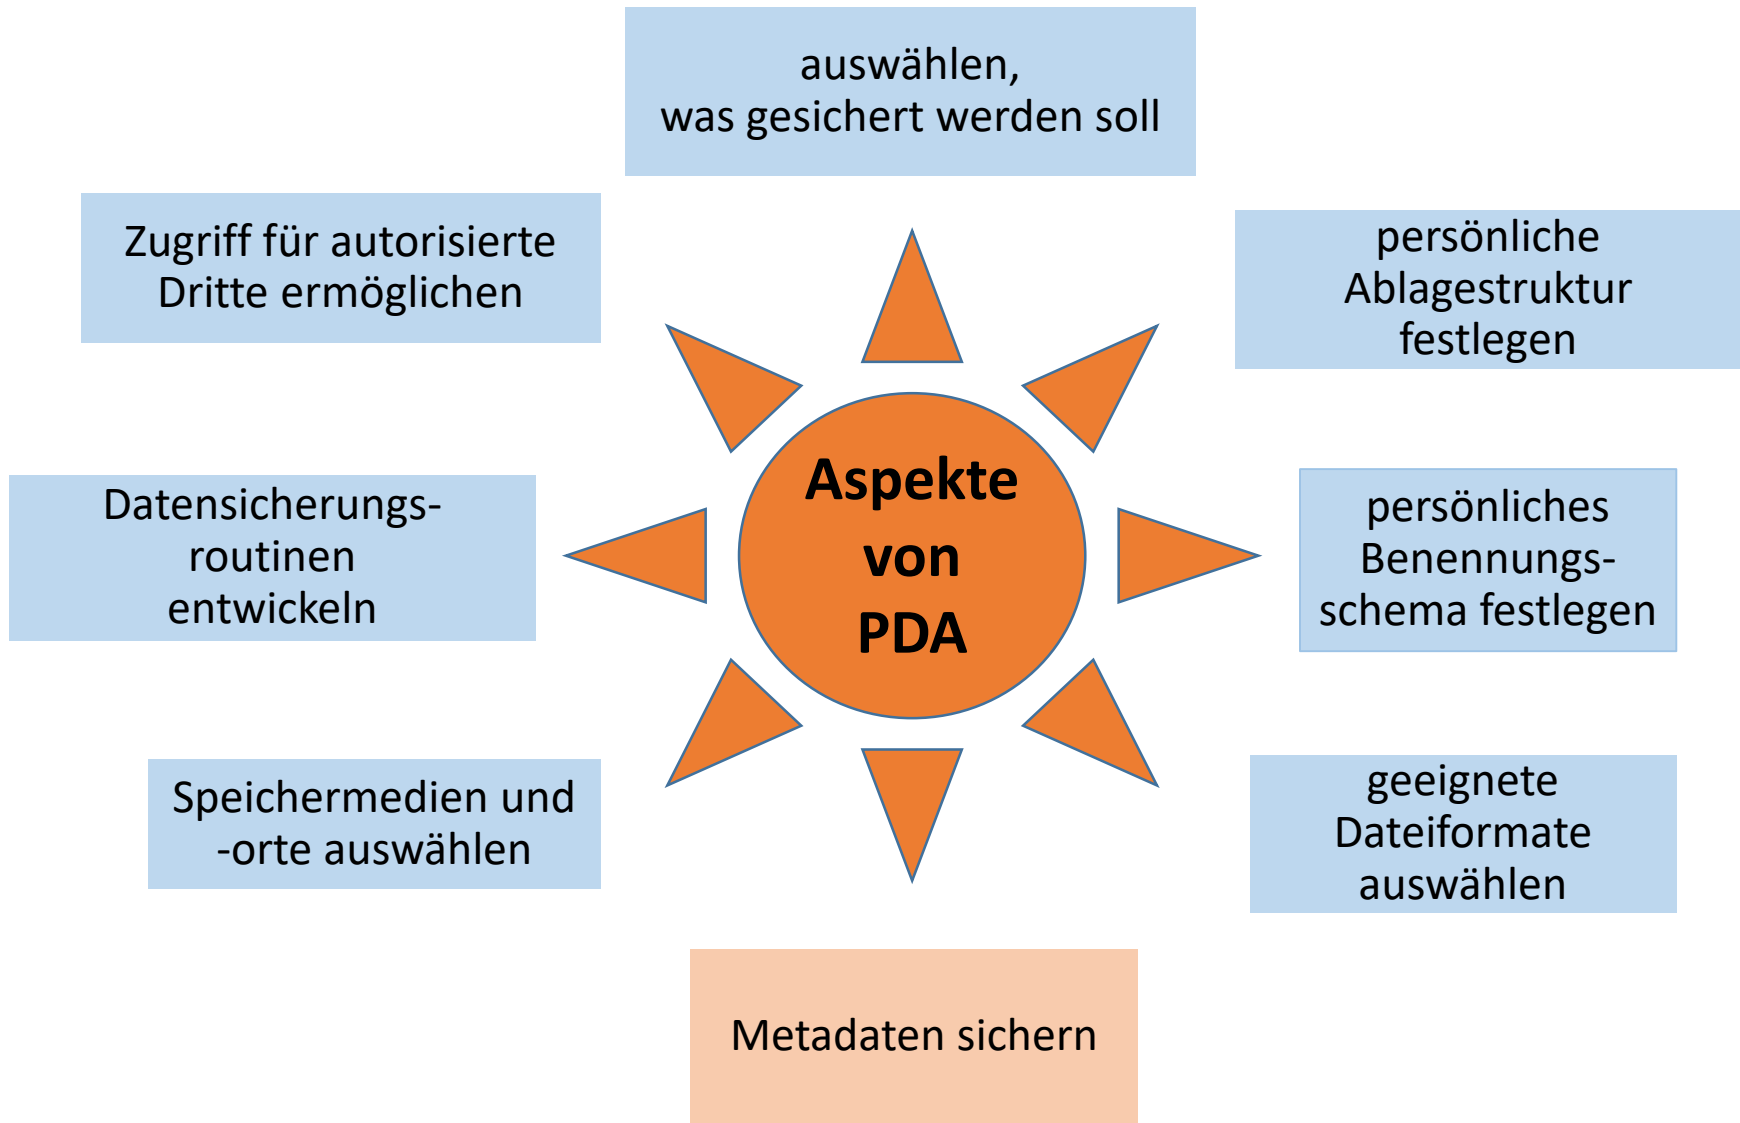 auswählen,
was gesichert werden soll
Zugriff für autorisierte
Dritte ermöglichen
persönliche
Ablagestruktur
festlegen
Aspekte
von
PDA
Datensicherungs-
routinen
entwickeln
persönliches
Benennungs-
schema festlegen
Speichermedien und
-orte auswählen
geeignete
Dateiformate
auswählen
Metadaten sichern